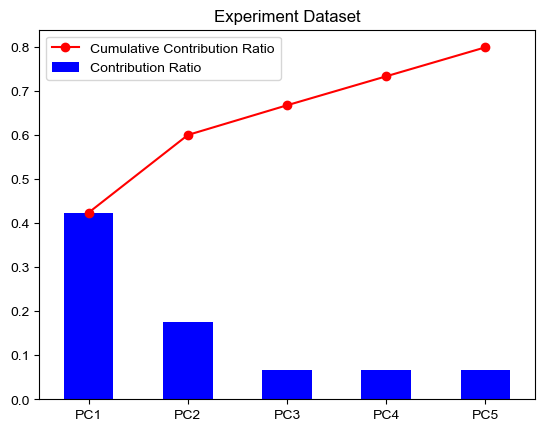 Experiment Dataset
Cumulative Contribution Ratio
Contribution Ratio
0.8
0.7
0.6
0.5
0.4
0.3
0.2
0.1
0.0
PC1 PC2 PC3 PC4 PC5